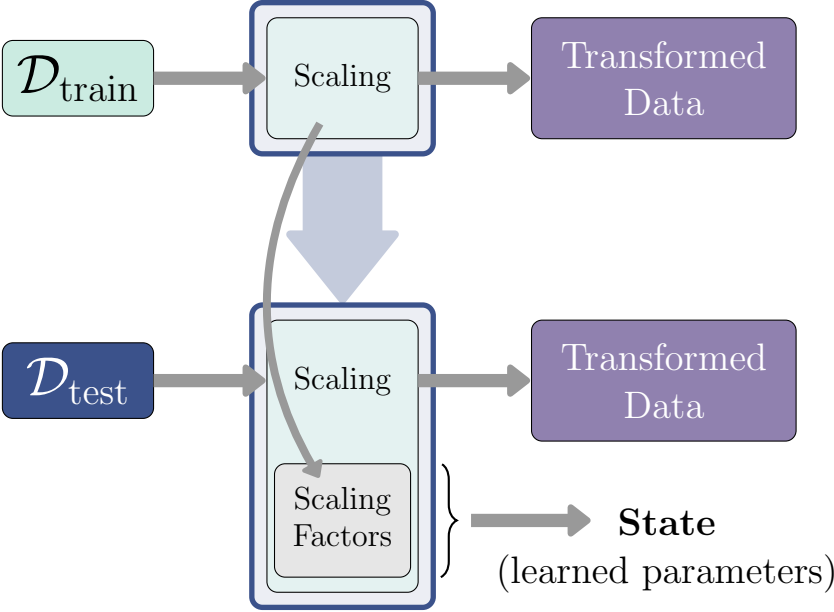 𝒟train
Scaling
Transformed
Data
𝒟test
Scaling
Transformed
Data
Scaling
Factors
State
(learned parameters)